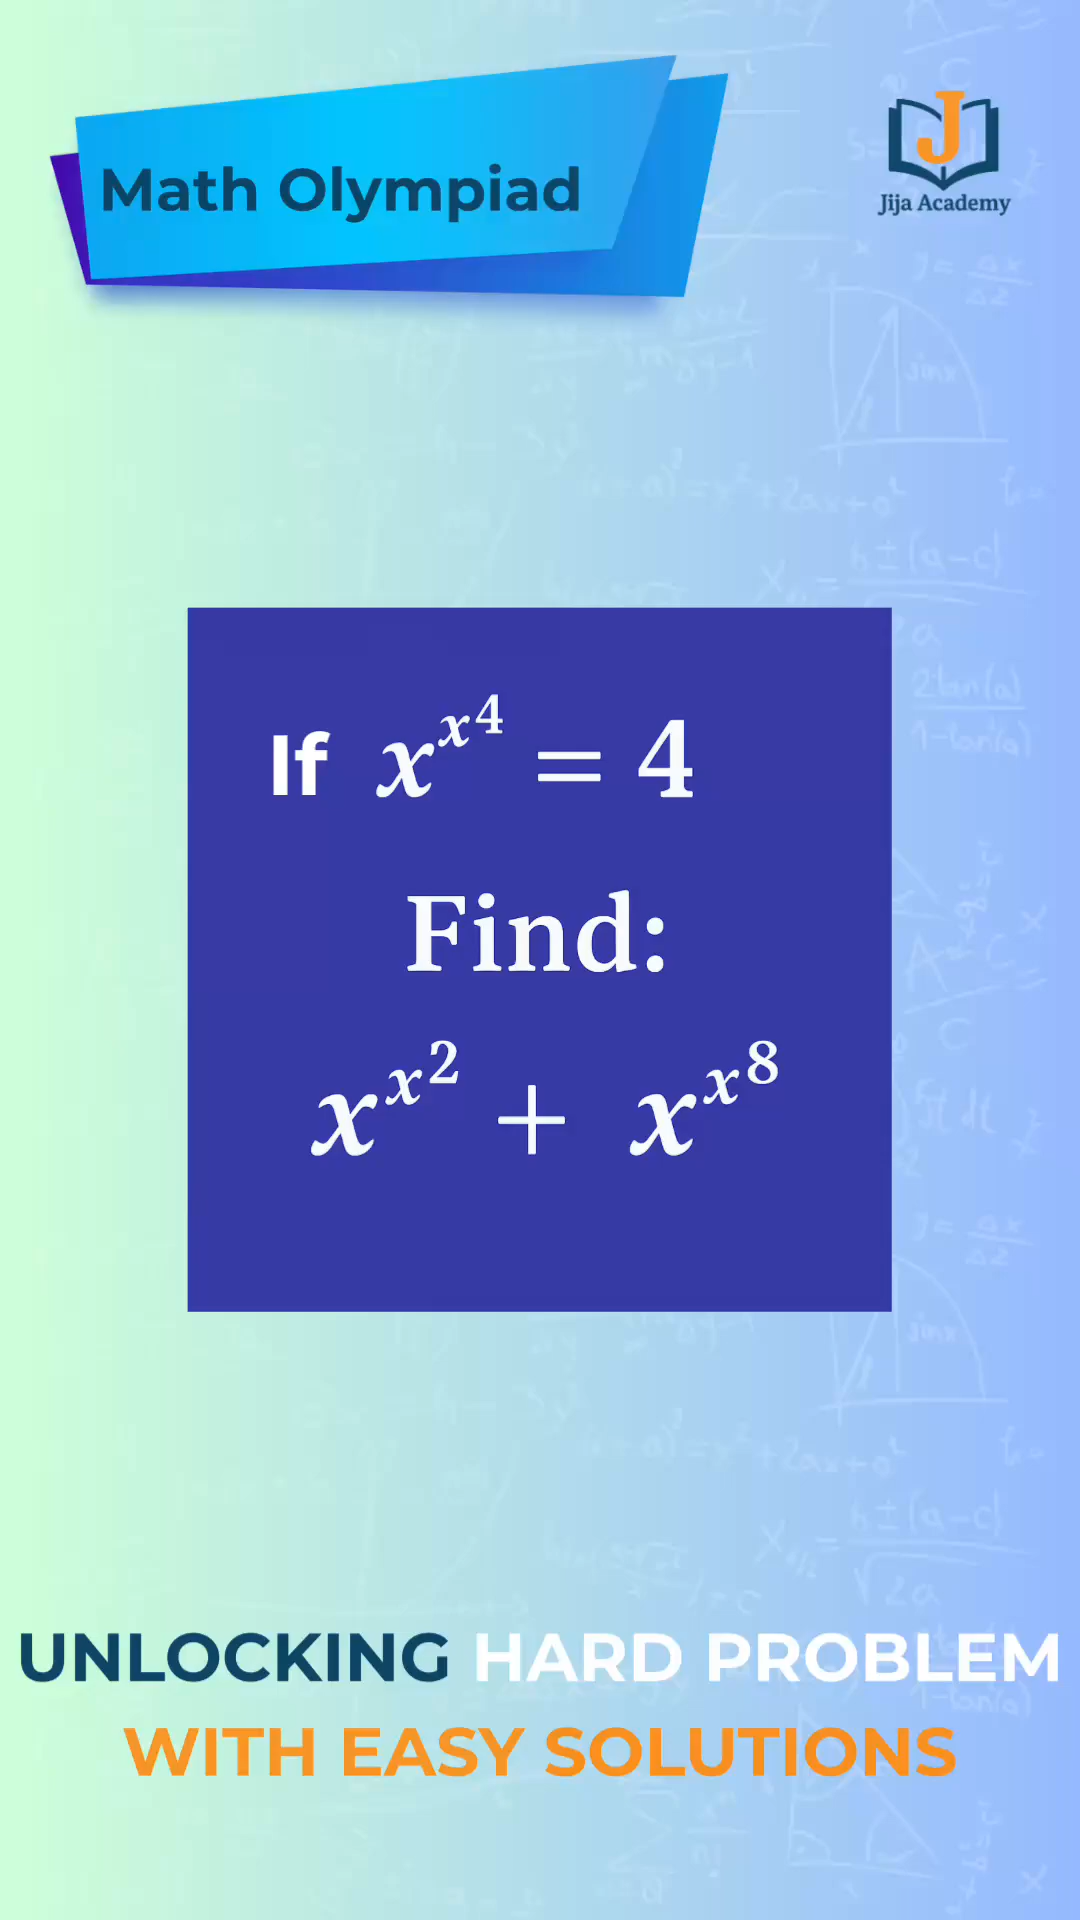 Math Olympiad
J
Jija Academy
If x^{x^4} = 4
Find:
x^{x^2} + x^{x^8}
UNLOCKING HARD PROBLEM
WITH EASY SOLUTIONS